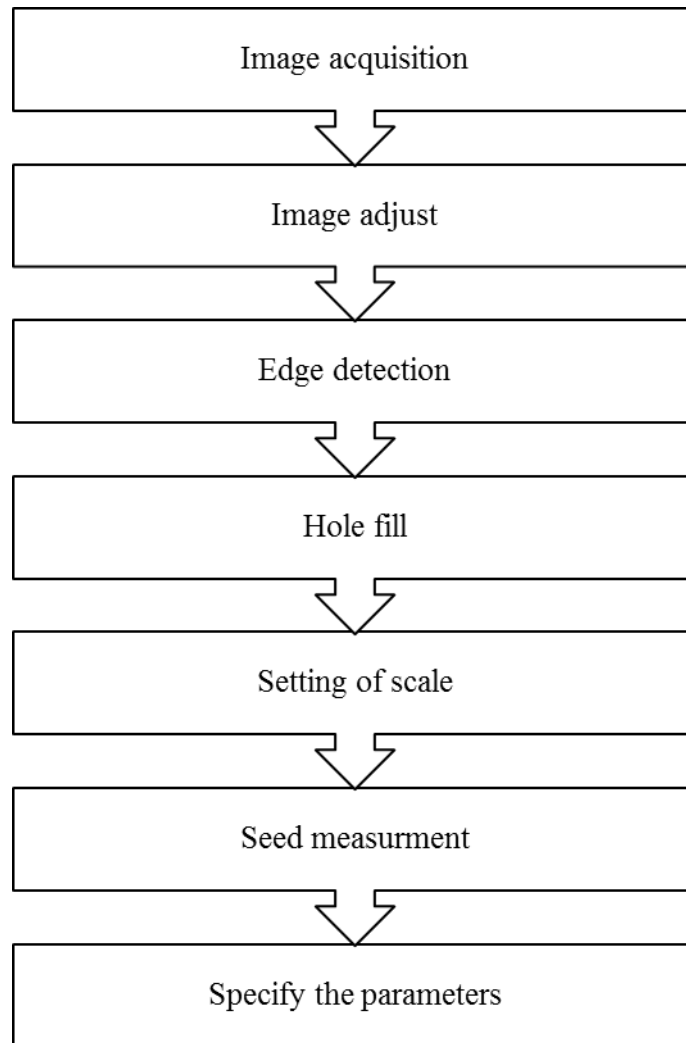 Image acquisition
Image adjust
Edge detection
Hole fill
Setting of scale
Seed measurment
Specify the parameters